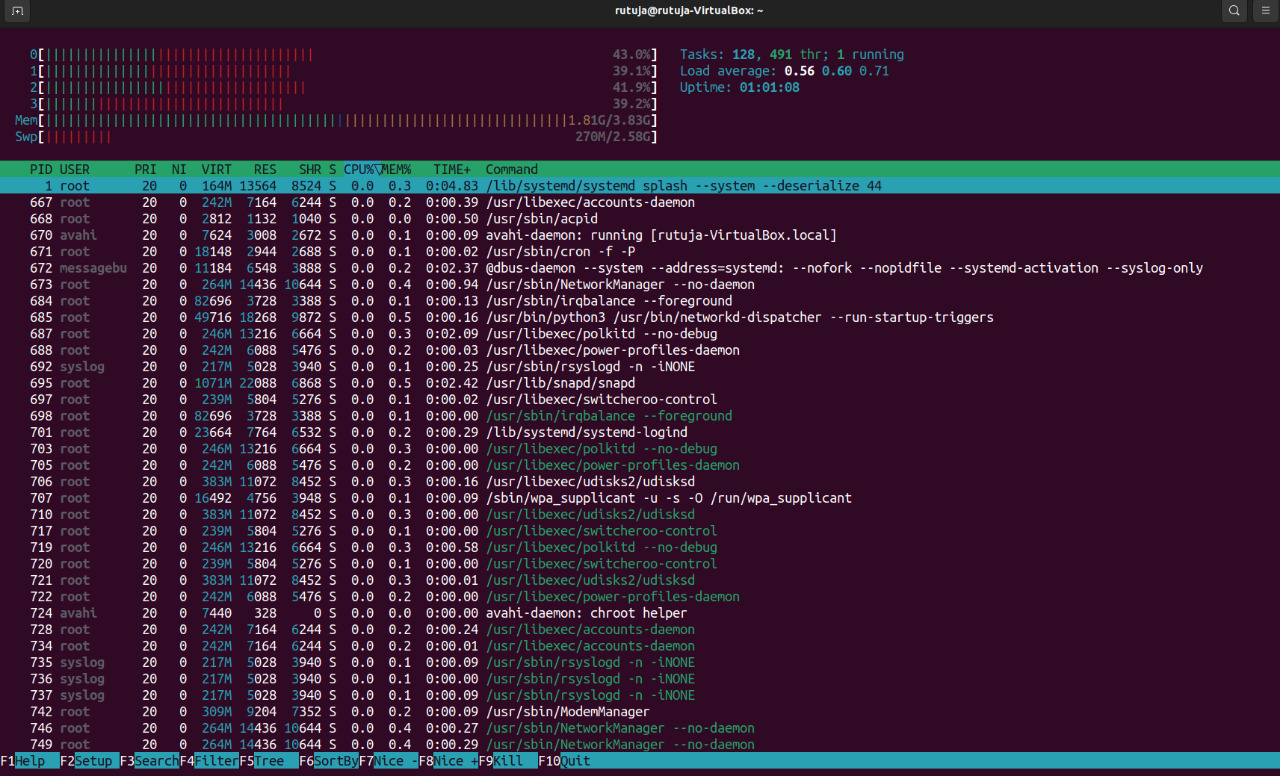 rutuja@rutuja-VirtualBox: ~
0[||||||||||||||||||||||||||||||||||||| 43.0%] Tasks: 128, 491 thr; 1 running
1[|||||||||||||||||||||||||||||||||| 39.1%] Load average: 0.56 0.60 0.71
2[|||||||||||||||||||||||||||||||||||| 41.9%] Uptime: 01:01:08
3[||||||||||||||||||||||||||||||||| 39.2%]
Mem[||||||||||||||||||||||||||||||||||||||||||||||||||||||||||||||||||||||1.81G/3.83G]
Swp[||||||||| 270M/2.58G]
PID USER PRI NI VIRT RES SHR S CPU%▽MEM% TIME+ Command
1 root 20 0 164M 13564 8524 S 0.0 0.3 0:04.83 /lib/systemd/systemd splash --system --deserialize 44
667 root 20 0 242M 7164 6244 S 0.0 0.2 0:00.39 /usr/libexec/accounts-daemon
668 root 20 0 2812 1132 1040 S 0.0 0.0 0:00.50 /usr/sbin/acpid
670 avahi 20 0 7624 3008 2672 S 0.0 0.1 0:00.09 avahi-daemon: running [rutuja-VirtualBox.local]
671 root 20 0 18148 2944 2688 S 0.0 0.1 0:00.02 /usr/sbin/cron -f -P
672 messagebu 20 0 11184 6548 3888 S 0.0 0.2 0:02.37 @dbus-daemon --system --address=systemd: --nofork --nopidfile --systemd-activation --syslog-only
673 root 20 0 264M 14436 10644 S 0.0 0.4 0:00.94 /usr/sbin/NetworkManager --no-daemon
684 root 20 0 82696 3728 3388 S 0.0 0.1 0:00.13 /usr/sbin/irqbalance --foreground
685 root 20 0 49716 18268 9872 S 0.0 0.5 0:00.16 /usr/bin/python3 /usr/bin/networkd-dispatcher --run-startup-triggers
687 root 20 0 246M 13216 6664 S 0.0 0.3 0:02.09 /usr/libexec/polkitd --no-debug
688 root 20 0 242M 6088 5476 S 0.0 0.2 0:00.03 /usr/libexec/power-profiles-daemon
692 syslog 20 0 217M 5028 3940 S 0.0 0.1 0:00.25 /usr/sbin/rsyslogd -n -iNONE
695 root 20 0 1071M 22088 6868 S 0.0 0.5 0:02.42 /usr/lib/snapd/snapd
697 root 20 0 239M 5804 5276 S 0.0 0.1 0:00.02 /usr/libexec/switcheroo-control
698 root 20 0 82696 3728 3388 S 0.0 0.1 0:00.00 /usr/sbin/irqbalance --foreground
701 root 20 0 23664 7764 6532 S 0.0 0.2 0:00.29 /lib/systemd/systemd-logind
703 root 20 0 246M 13216 6664 S 0.0 0.3 0:00.00 /usr/libexec/polkitd --no-debug
705 root 20 0 242M 6088 5476 S 0.0 0.2 0:00.00 /usr/libexec/power-profiles-daemon
706 root 20 0 383M 11072 8452 S 0.0 0.3 0:00.16 /usr/libexec/udisks2/udisksd
707 root 20 0 16492 4756 3948 S 0.0 0.1 0:00.09 /sbin/wpa_supplicant -u -s -O /run/wpa_supplicant
710 root 20 0 383M 11072 8452 S 0.0 0.3 0:00.00 /usr/libexec/udisks2/udisksd
717 root 20 0 239M 5804 5276 S 0.0 0.1 0:00.00 /usr/libexec/switcheroo-control
719 root 20 0 246M 13216 6664 S 0.0 0.3 0:00.58 /usr/libexec/polkitd --no-debug
720 root 20 0 239M 5804 5276 S 0.0 0.1 0:00.00 /usr/libexec/switcheroo-control
721 root 20 0 383M 11072 8452 S 0.0 0.3 0:00.01 /usr/libexec/udisks2/udisksd
722 root 20 0 242M 6088 5476 S 0.0 0.2 0:00.00 /usr/libexec/power-profiles-daemon
724 avahi 20 0 7440 328 0 S 0.0 0.0 0:00.00 avahi-daemon: chroot helper
728 root 20 0 242M 7164 6244 S 0.0 0.2 0:00.24 /usr/libexec/accounts-daemon
734 root 20 0 242M 7164 6244 S 0.0 0.2 0:00.01 /usr/libexec/accounts-daemon
735 syslog 20 0 217M 5028 3940 S 0.0 0.1 0:00.09 /usr/sbin/rsyslogd -n -iNONE
736 syslog 20 0 217M 5028 3940 S 0.0 0.1 0:00.00 /usr/sbin/rsyslogd -n -iNONE
737 syslog 20 0 217M 5028 3940 S 0.0 0.1 0:00.09 /usr/sbin/rsyslogd -n -iNONE
742 root 20 0 309M 9204 7352 S 0.0 0.2 0:00.09 /usr/sbin/ModemManager
746 root 20 0 264M 14436 10644 S 0.0 0.4 0:00.27 /usr/sbin/NetworkManager --no-daemon
749 root 20 0 264M 14436 10644 S 0.0 0.4 0:00.29 /usr/sbin/NetworkManager --no-daemon
F1Help F2Setup F3SearchF4FilterF5Tree F6SortByF7Nice -F8Nice +F9Kill F10Quit